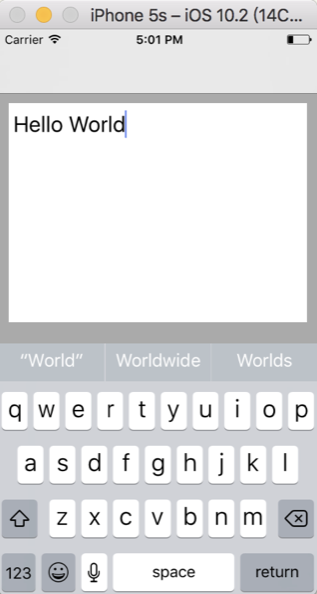 iPhone 5s – iOS 10.2 (14C...
Carrier 5:01 PM
Hello World
“World” Worldwide Worlds
q w e r t y u i o p
a s d f g h j k l
z x c v b n m
123 space return